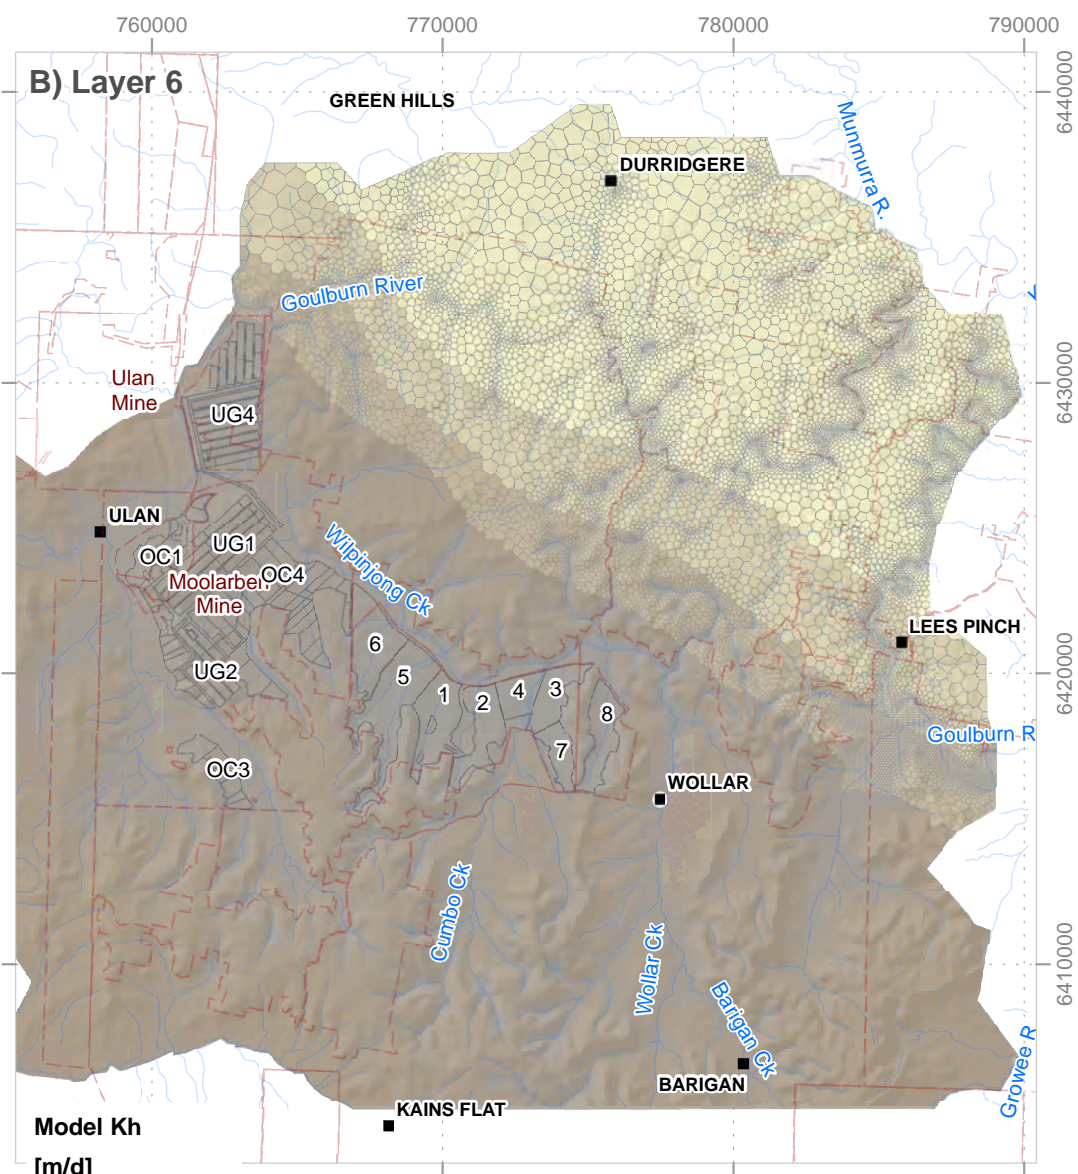 760000
770000
780000
790000
B) Layer 6
GREEN HILLS
6440000
Munmurra R.
DURRIDGERE
Goulburn River
Ulan
Mine
6430000
UG4
ULAN
UG1
OC1
OC4
Moolarben
Mine
Wilpinjong Ck
LEES PINCH
6
UG2
5
1
2
4
3
8
6420000
7
Goulburn R
OC3
WOLLAR
Cumbo Ck
Wollar Ck
Barigan Ck
6410000
BARIGAN
Growee R
KAINS FLAT
Model Kh
[m/d]